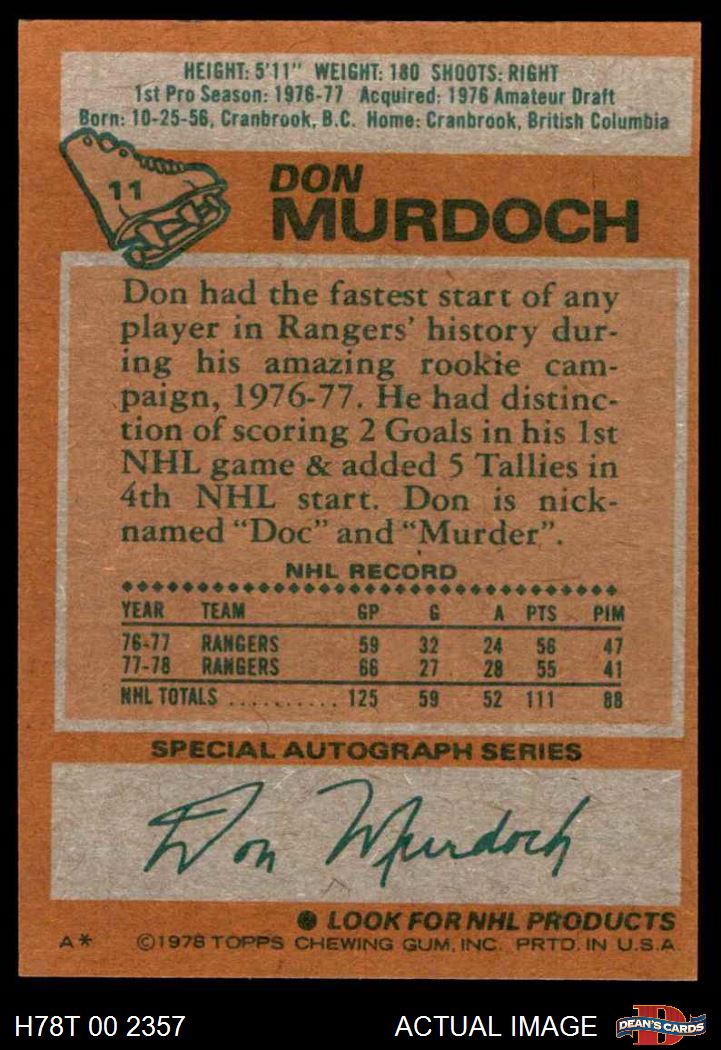 HEIGHT: 5'11" WEIGHT: 180 SHOOTS: RIGHT
1st Pro Season: 1976-77 Acquired: 1976 Amateur Draft
Born: 10-25-56, Cranbrook, B.C. Home: Cranbrook, British Columbia
11
DON
MURDOCH
Don had the fastest start of any
player in Rangers' history dur-
ing his amazing rookie cam-
paign, 1976-77. He had distinc-
tion of scoring 2 Goals in his 1st
NHL game & added 5 Tallies in
4th NHL start. Don is nick-
named "Doc" and "Murder".
NHL RECORD
YEAR TEAM GP G A PTS PIM
76-77 RANGERS 59 32 24 56 47
77-78 RANGERS 66 27 28 55 41
NHL TOTALS ........... 125 59 52 111 88
SPECIAL AUTOGRAPH SERIES
Don Murdoch
LOOK FOR NHL PRODUCTS
A* ©1978 TOPPS CHEWING GUM, INC. PRTD. IN U.S.A.
H78T 00 2357 ACTUAL IMAGE DEAN'S CARDS